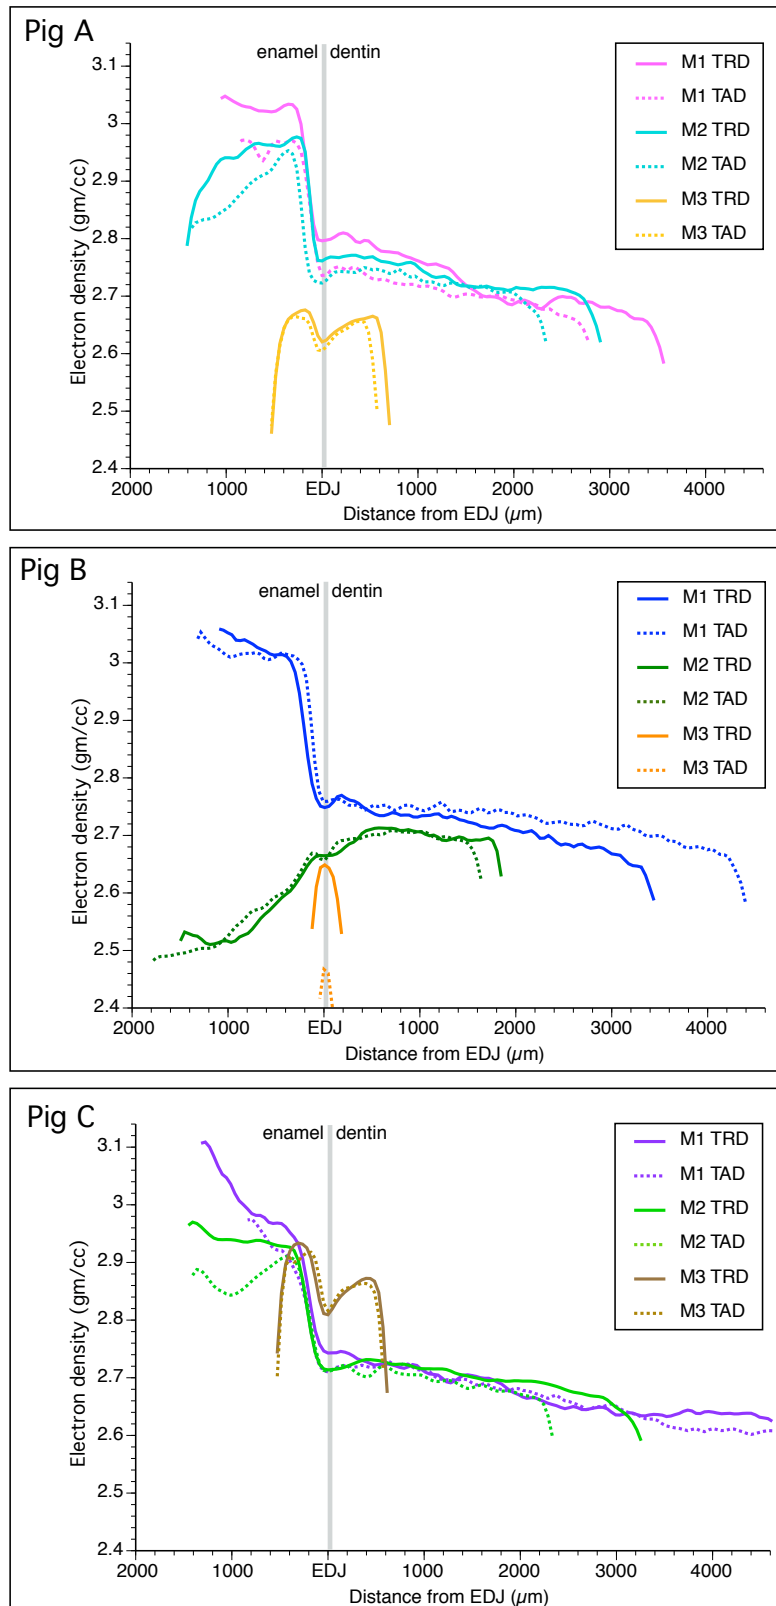 Pig A
enamel dentin
M1 TRD
M1 TAD
M2 TRD
M2 TAD
M3 TRD
M3 TAD
Electron density (gm/cc)
3.1
3
2.9
2.8
2.7
2.6
2.5
2.4
2000 1000 EDJ 1000 2000 3000 4000
Distance from EDJ (µm)
Pig B
enamel dentin
M1 TRD
M1 TAD
M2 TRD
M2 TAD
M3 TRD
M3 TAD
Electron density (gm/cc)
3.1
3
2.9
2.8
2.7
2.6
2.5
2.4
2000 1000 EDJ 1000 2000 3000 4000
Distance from EDJ (µm)
Pig C
enamel dentin
M1 TRD
M1 TAD
M2 TRD
M2 TAD
M3 TRD
M3 TAD
Electron density (gm/cc)
3.1
3
2.9
2.8
2.7
2.6
2.5
2.4
2000 1000 EDJ 1000 2000 3000 4000
Distance from EDJ (µm)